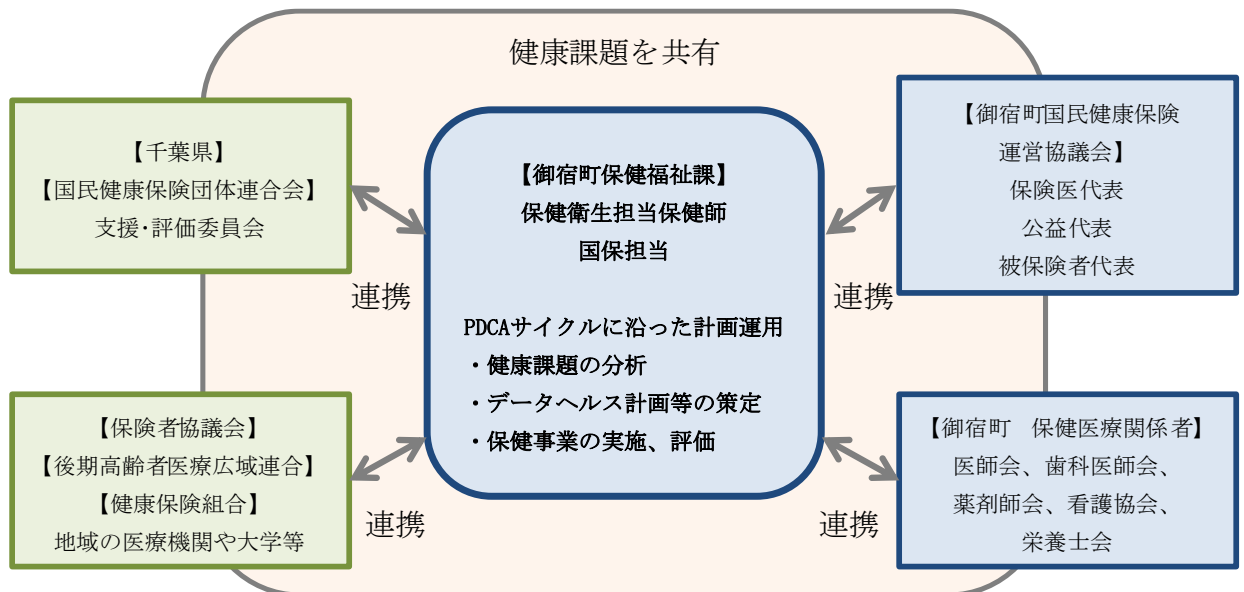 健康課題を共有
【千葉県】
【国民健康保険団体連合会】
支援・評価委員会
連携
【保険者協議会】
【後期高齢者医療広域連合】
【健康保険組合】
地域の医療機関や大学等
連携
【御宿町保健福祉課】
保健衛生担当保健師
国保担当
PDCAサイクルに沿った計画運用
・健康課題の分析
・データヘルス計画等の策定
・保健事業の実施、評価
【御宿町国民健康保険
運営協議会】
保険医代表
公益代表
被保険者代表
連携
【御宿町　保健医療関係者】
医師会、歯科医師会、
薬剤師会、看護協会、
栄養士会
連携